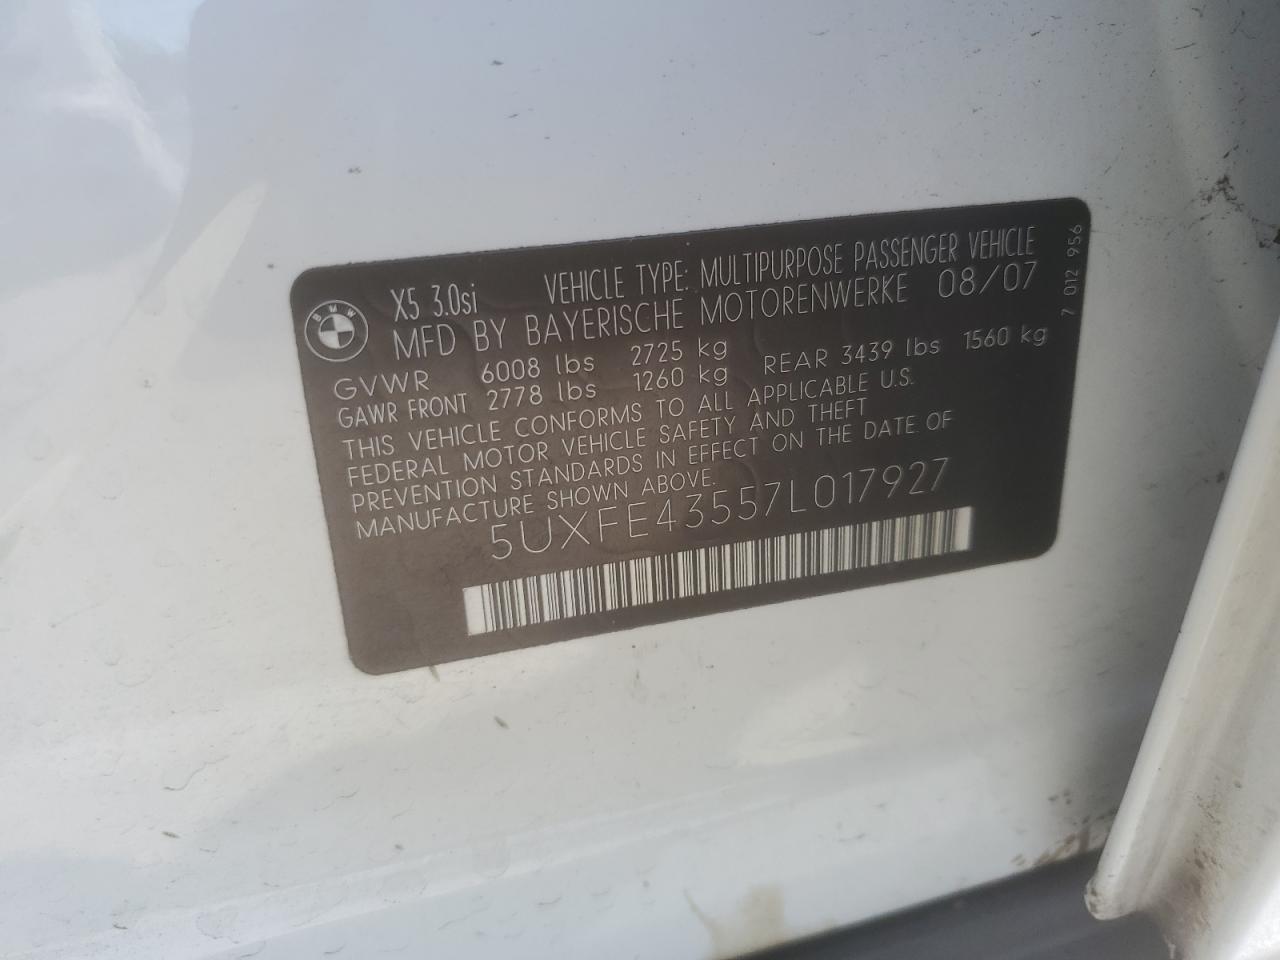 BMW
X5 3.0si VEHICLE TYPE: MULTIPURPOSE PASSENGER VEHICLE
MFD BY BAYERISCHE MOTORENWERKE 08/07
GVWR 6008 lbs 2725 kg
GAWR FRONT 2778 lbs 1260 kg REAR 3439 lbs 1560 kg
THIS VEHICLE CONFORMS TO ALL APPLICABLE U.S.
FEDERAL MOTOR VEHICLE SAFETY AND THEFT
PREVENTION STANDARDS IN EFFECT ON THE DATE OF
MANUFACTURE SHOWN ABOVE.
5UXFE43557L017927
7 012 956